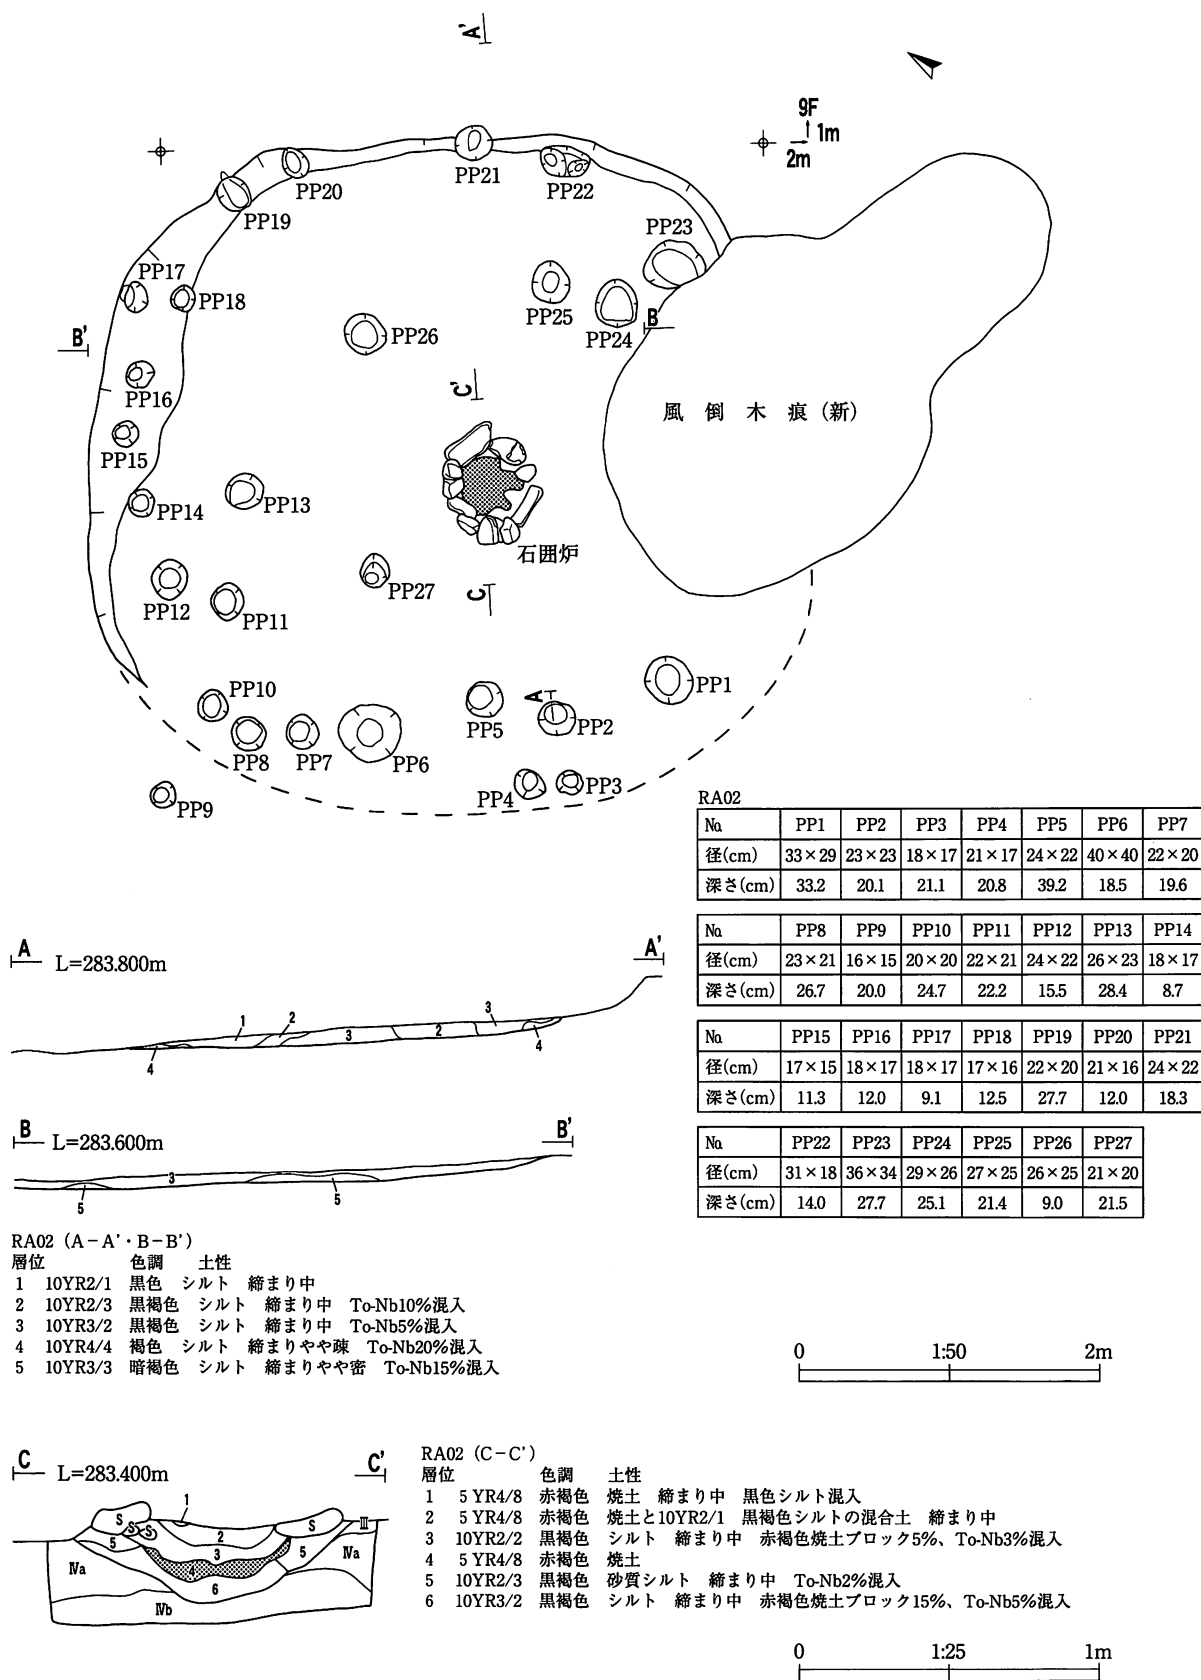 A'
9F
1m
2m
PP21
PP20
PP22
PP19
PP23
PP17
PP18
PP25
PP24
B
B'
PP26
C'
PP16
風倒木痕（新）
PP15
PP14
PP13
石囲炉
PP27
C
PP12
PP11
PP10
PP1
A
PP5
PP2
PP8
PP7
PP6
PP4
PP3
PP9
RA02
No. PP1 PP2 PP3 PP4 PP5 PP6 PP7
径(cm) 33×29 23×23 18×17 21×17 24×22 40×40 22×20
深さ(cm) 33.2 20.1 21.1 20.8 39.2 18.5 19.6
No. PP8 PP9 PP10 PP11 PP12 PP13 PP14
径(cm) 23×21 16×15 20×20 22×21 24×22 26×23 18×17
深さ(cm) 26.7 20.0 24.7 22.2 15.5 28.4 8.7
No. PP15 PP16 PP17 PP18 PP19 PP20 PP21
径(cm) 17×15 18×17 18×17 17×16 22×20 21×16 24×22
深さ(cm) 11.3 12.0 9.1 12.5 27.7 12.0 18.3
No. PP22 PP23 PP24 PP25 PP26 PP27
径(cm) 31×18 36×34 29×26 27×25 26×25 21×20
深さ(cm) 14.0 27.7 25.1 21.4 9.0 21.5
A L=283.800m A'
1 2 3 2 3
4 4
B L=283.600m B'
3
5 5
RA02（A－A'・B－B'）
層位 色調 土性
1 10YR2/1 黒色 シルト 締まり中
2 10YR2/3 黒褐色 シルト 締まり中 To-Nb10%混入
3 10YR3/2 黒褐色 シルト 締まり中 To-Nb5%混入
4 10YR4/4 褐色 シルト 締まりやや疎 To-Nb20%混入
5 10YR3/3 暗褐色 シルト 締まりやや密 To-Nb15%混入
0 1:50 2m
C L=283.400m C'
1
S S S 2 S Ⅲ
5 3 5
Ⅳa 4 Ⅳa
6
Ⅳb
RA02（C－C'）
層位 色調 土性
1 5YR4/8 赤褐色 焼土 締まり中 黒色シルト混入
2 5YR4/8 赤褐色 焼土と10YR2/1 黒褐色シルトの混合土 締まり中
3 10YR2/2 黒褐色 シルト 締まり中 赤褐色焼土ブロック5%、To-Nb3%混入
4 5YR4/8 赤褐色 焼土
5 10YR2/3 黒褐色 砂質シルト 締まり中 To-Nb2%混入
6 10YR3/2 黒褐色 シルト 締まり中 赤褐色焼土ブロック15%、To-Nb5%混入
0 1:25 1m